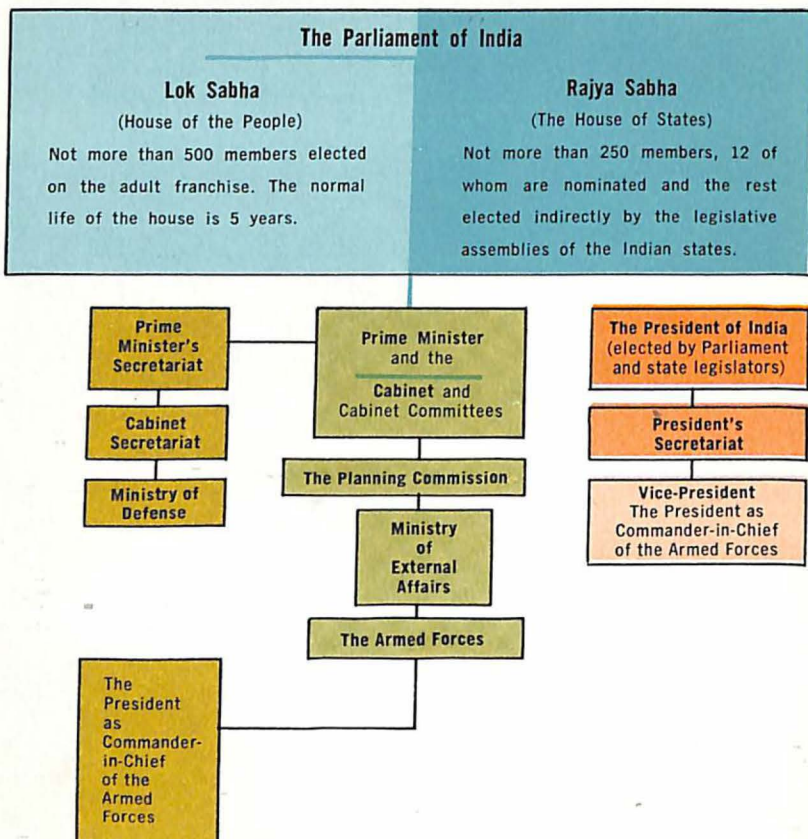 The Parliament of India
Lok Sabha
(House of the People)
Not more than 500 members elected
on the adult franchise. The normal
life of the house is 5 years.
Rajya Sabha
(The House of States)
Not more than 250 members, 12 of
whom are nominated and the rest
elected indirectly by the legislative
assemblies of the Indian states.
Prime
Minister's
Secretariat
Cabinet
Secretariat
Ministry of
Defense
Prime Minister
and the
Cabinet and
Cabinet Committees
The Planning Commission
Ministry
of
External
Affairs
The Armed Forces
The President of India
(elected by Parliament
and state legislators)
President's
Secretariat
Vice-President
The President as
Commander-in-Chief
of the Armed Forces
The
President
as
Commander-
in-Chief
of the
Armed
Forces